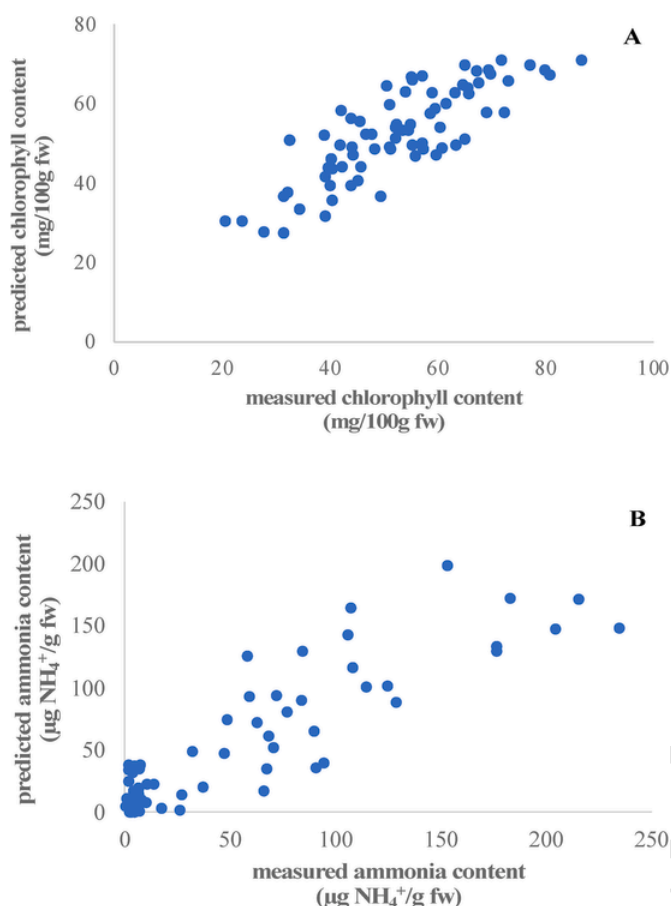 A
80
60
40
20
0
0 20 40 60 80 100
predicted chlorophyll content
(mg/100g fw)
measured chlorophyll content
(mg/100g fw)
B
250
200
150
100
50
0
0 50 100 150 200 250
predicted ammonia content
(µg NH₄⁺/g fw)
measured ammonia content
(µg NH₄⁺/g fw)